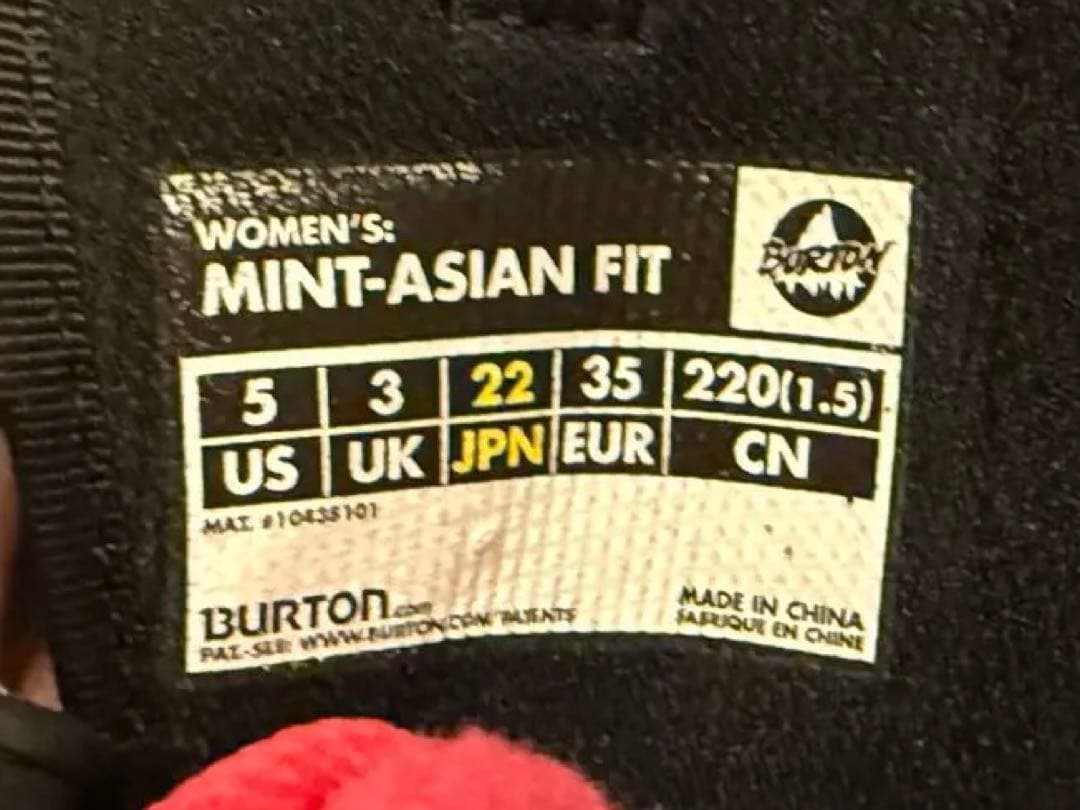 WOMEN'S:
MINT-ASIAN FIT
BURTON
5 3 22 35 220(1.5)
US UK JPN EUR CN
MAT. #10435101
BURTON.com
PAT.-SEE: WWW.BURTON.COM/PATENTS
MADE IN CHINA
FABRIQUÉ EN CHINE